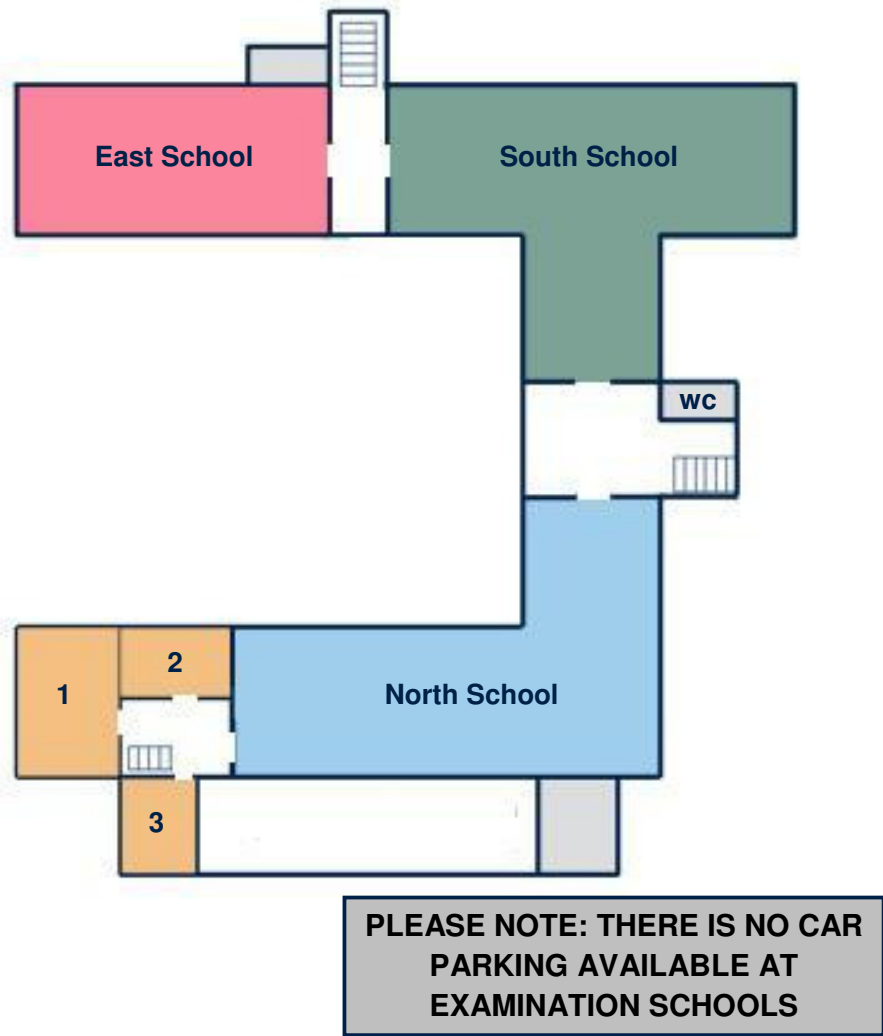 East School
South School
WC
2
1
North School
3
PLEASE NOTE: THERE IS NO CAR
PARKING AVAILABLE AT
EXAMINATION SCHOOLS